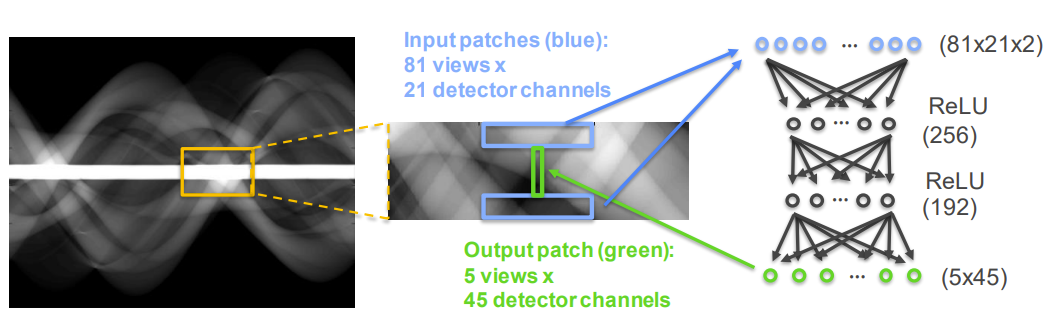 Input patches (blue):
81 views x
21 detector channels
Output patch (green):
5 views x
45 detector channels
... (81x21x2)
...
ReLU
(256)
ReLU
...
(192)
... (5x45)